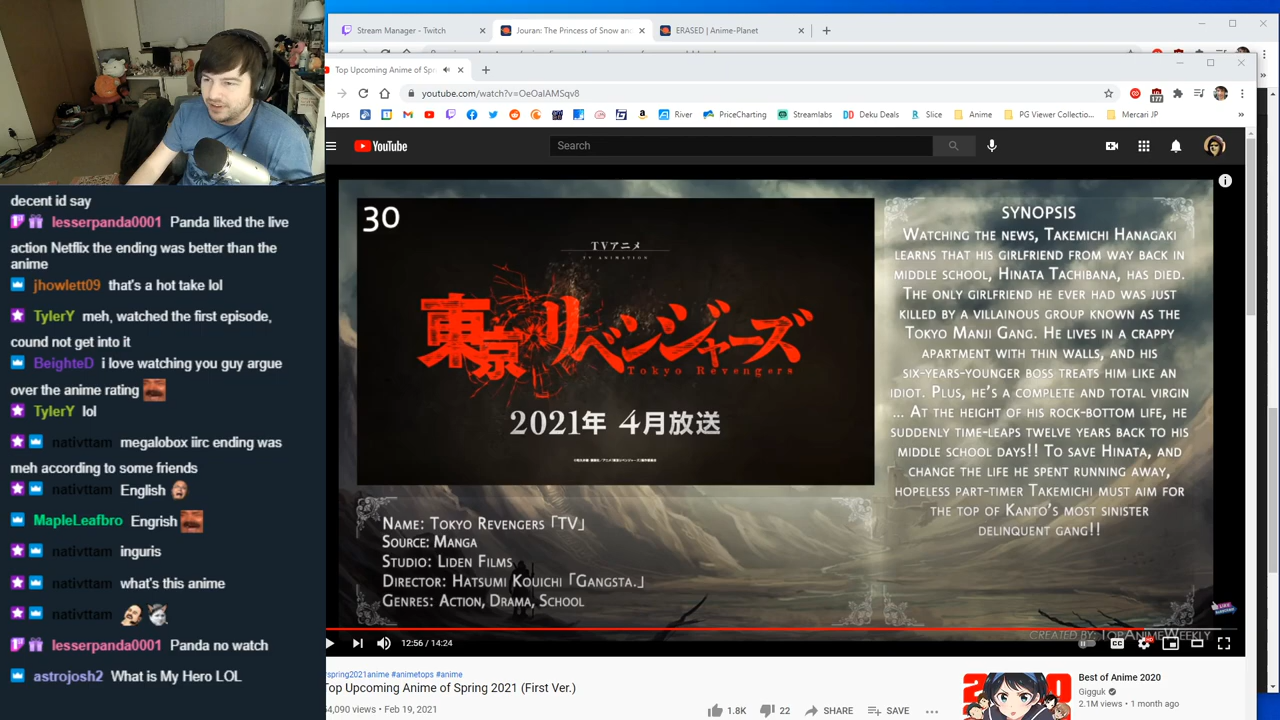 Stream Manager - Twitch
Jouran: The Princess of Snow and
ERASED | Anime-Planet
Top Upcoming Anime of Spr
youtube.com/watch?v=OeOalAMSqv8
177
Apps
River
PriceCharting
Streamlabs
DD Deku Deals
Slice
Anime
PG Viewer Collectio...
Mercari JP
YouTube
Search
decent id say
lesserpanda0001 Panda liked the live
action Netflix the ending was better than the
anime
jhowlett09 that's a hot take lol
TylerY meh, watched the first episode,
cound not get into it
BeighteD i love watching you guy argue
over the anime rating
TylerY lol
nativttam megalobox iirc ending was
meh according to some friends
nativttam English
MapleLeafbro Engrish
nativttam inguris
nativttam what's this anime
nativttam
lesserpanda0001 Panda no watch
astrojosh2 What is My Hero LOL
30
TVアニメ
TV ANIMATION
東京リベンジャーズ
Tokyo Revengers
2021年 4月放送
Name: Tokyo Revengers「TV」
Source: Manga
Studio: Liden Films
Director: Hatsumi Kouichi「Gangsta.」
Genres: Action, Drama, School
SYNOPSIS
Watching the news, Takemichi Hanagaki
learns that his girlfriend from way back in
middle school, Hinata Tachibana, has died.
The only girlfriend he ever had was just
killed by a villainous group known as the
Tokyo Manji Gang. He lives in a crappy
apartment with thin walls, and his
six-years-younger boss treats him like an
idiot. Plus, he's a complete and total virgin
... At the height of his rock-bottom life, he
suddenly time-leaps twelve years back to his
middle school days!! To save Hinata, and
change the life he spent running away,
hopeless part-timer Takemichi must aim for
the top of Kanto's most sinister
delinquent gang!!
Created by: TopAnimeWeekly
12:56 / 14:24
CC
HD
#spring2021anime #animetops #anime
Top Upcoming Anime of Spring 2021 (First Ver.)
4,090 views • Feb 19, 2021
1.8K
22
SHARE
SAVE
Best of Anime 2020
Gigguk
2.1M views • 1 month ago